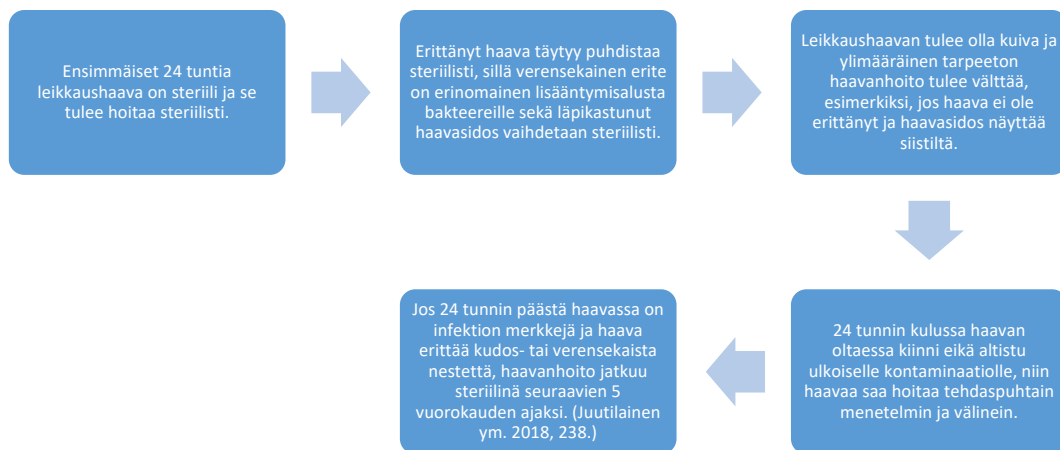 Ensimmäiset 24 tuntia
leikkaushaava on steriili ja se
tulee hoitaa steriilisti.
Erittänyt haava täytyy puhdistaa
steriilisti, sillä verensekainen erite
on erinomainen lisääntymisalusta
bakteereille sekä läpikastunut
haavasidos vaihdetaan steriilisti.
Leikkaushaavan tulee olla kuiva ja
ylimääräinen tarpeeton
haavanhoito tulee välttää,
esimerkiksi, jos haava ei ole
erittänyt ja haavasidos näyttää
siistiltä.
24 tunnin kulussa haavan
oltaessa kiinni eikä altistu
ulkoiselle kontaminaatiolle, niin
haavaa saa hoitaa tehdaspuhtain
menetelmin ja välinein.
Jos 24 tunnin päästä haavassa on
infektion merkkejä ja haava
erittää kudos- tai verensekaista
nestettä, haavanhoito jatkuu
steriilinä seuraavien 5
vuorokauden ajaksi. (Juutilainen
ym. 2018, 238.)